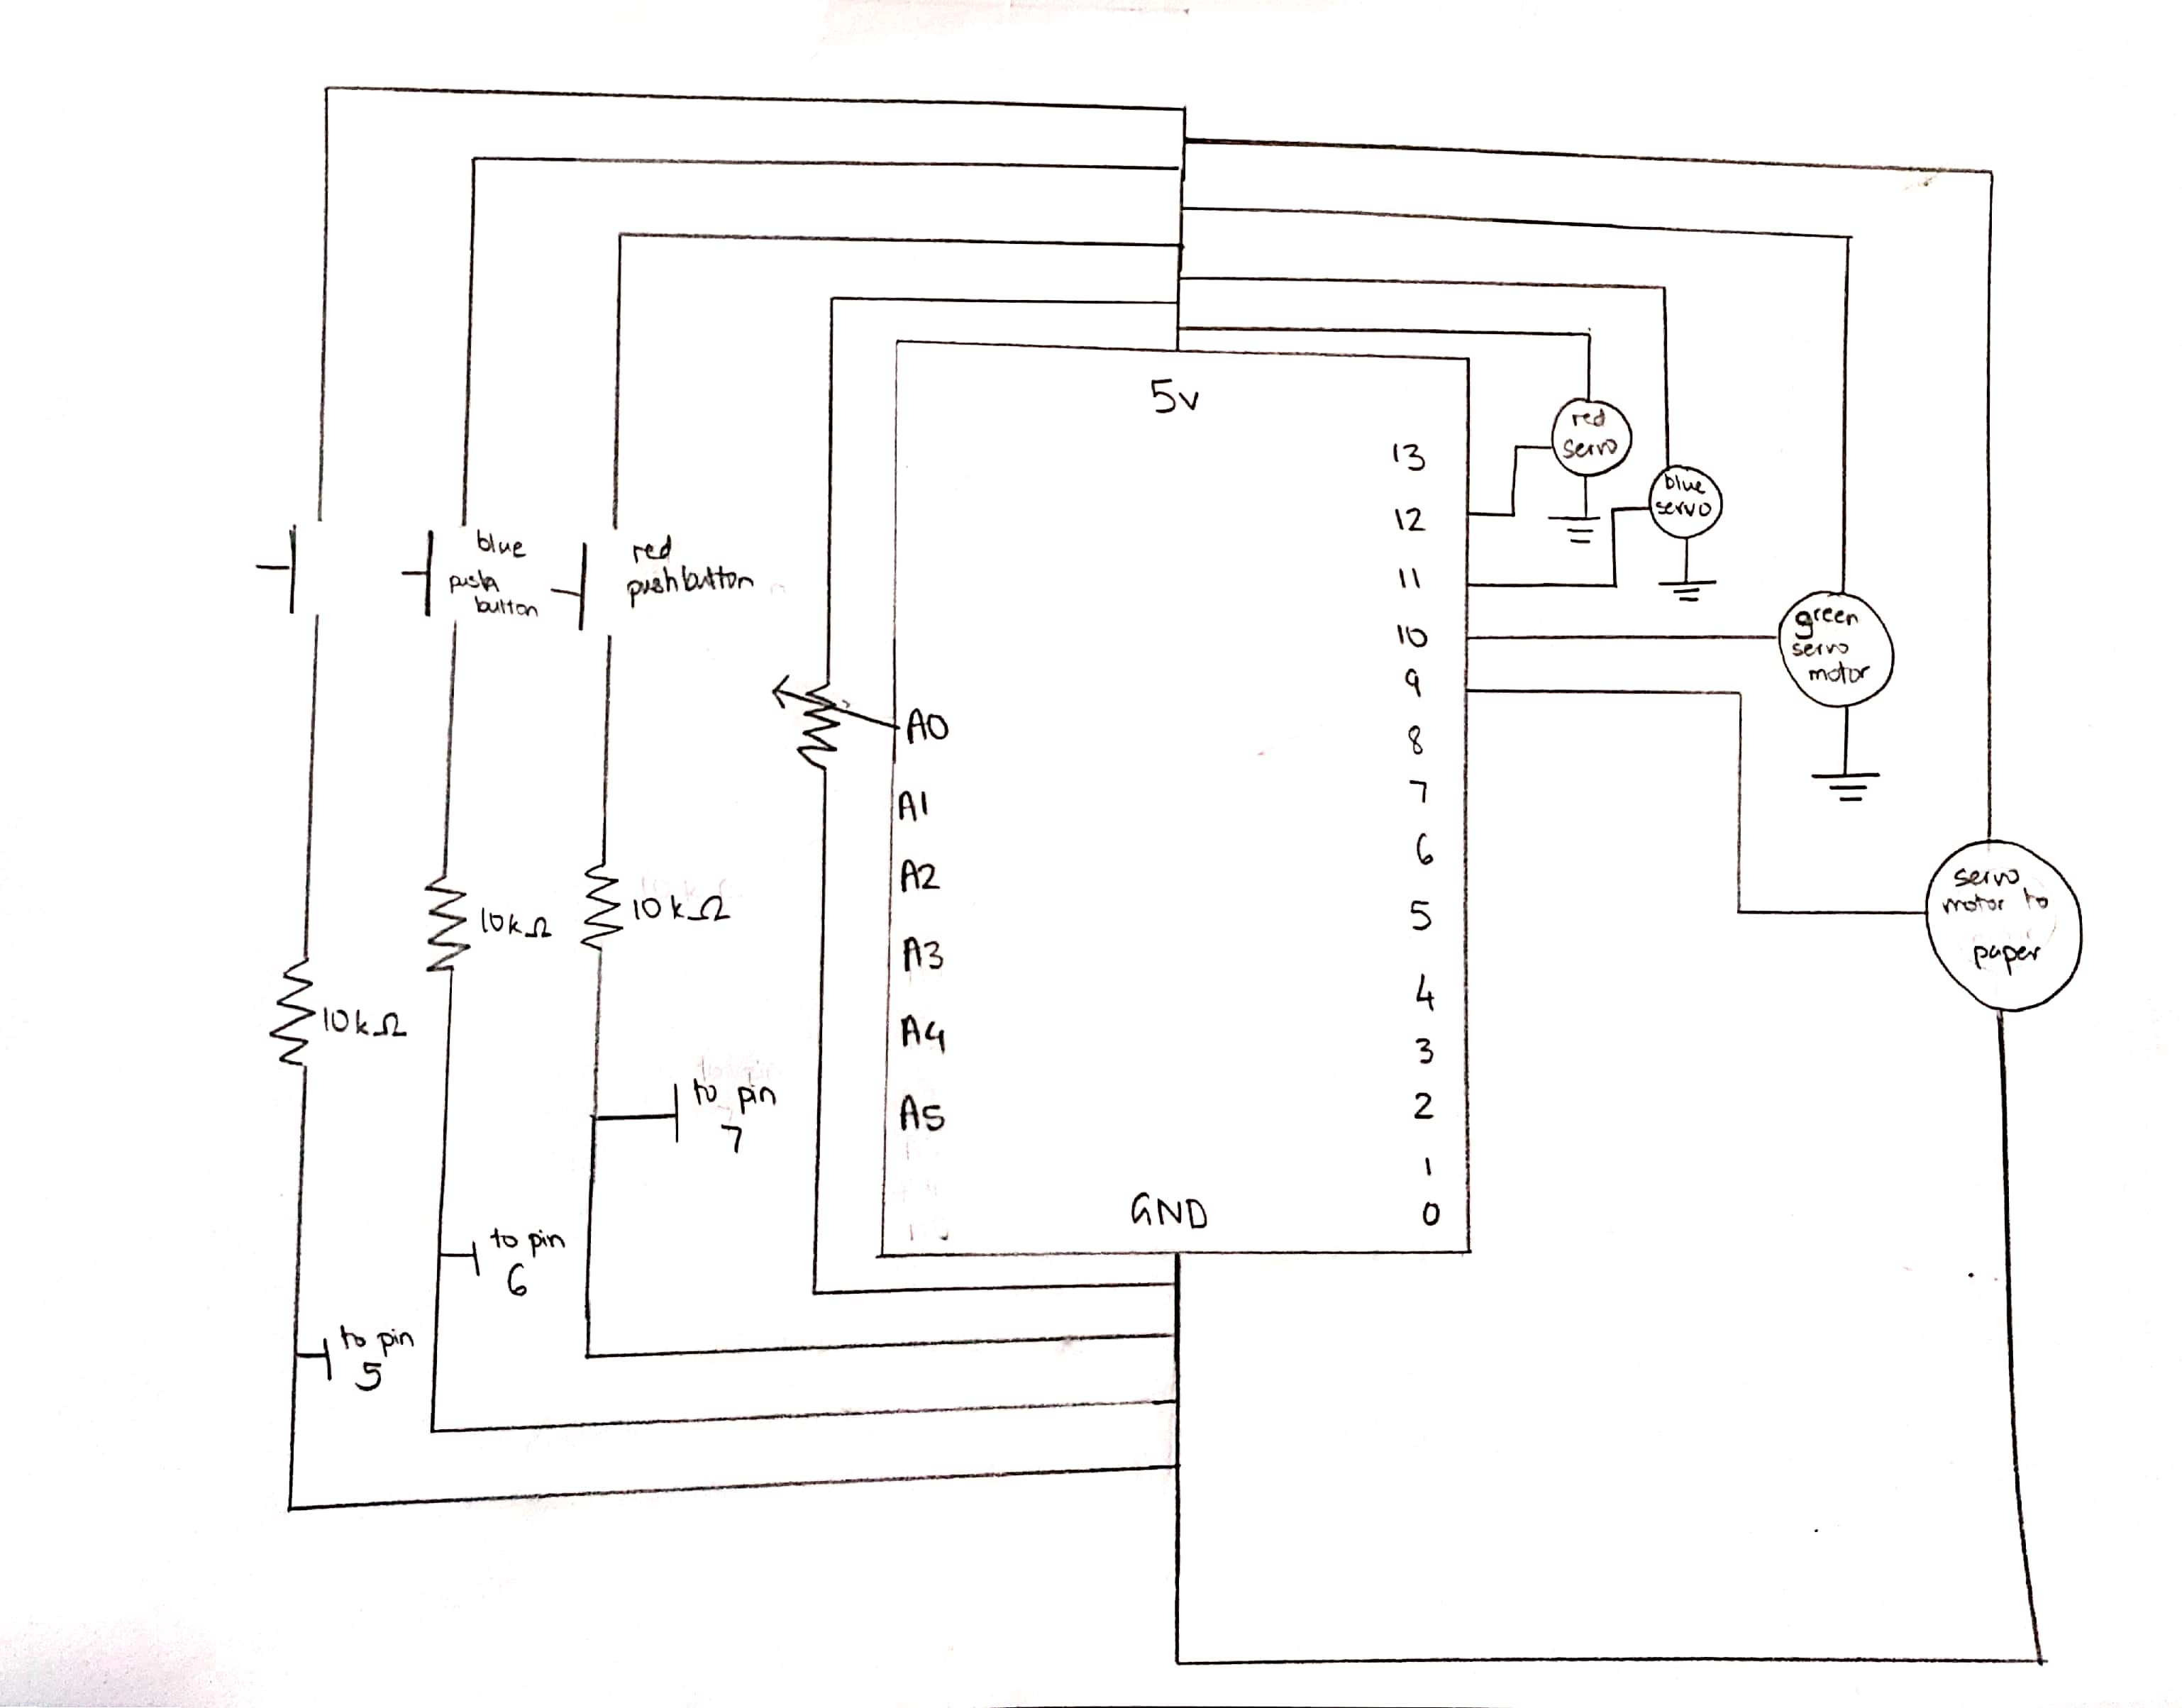 5v
13
12
11
10
9
8
7
6
5
4
3
2
1
0
A0
A1
A2
A3
A4
A5
GND
red
servo
blue
servo
green
servo
motor
servo
motor to
paper
blue
push
button
red
pushbutton
10kΩ
10kΩ
10kΩ
to pin
7
to pin
6
to pin
5